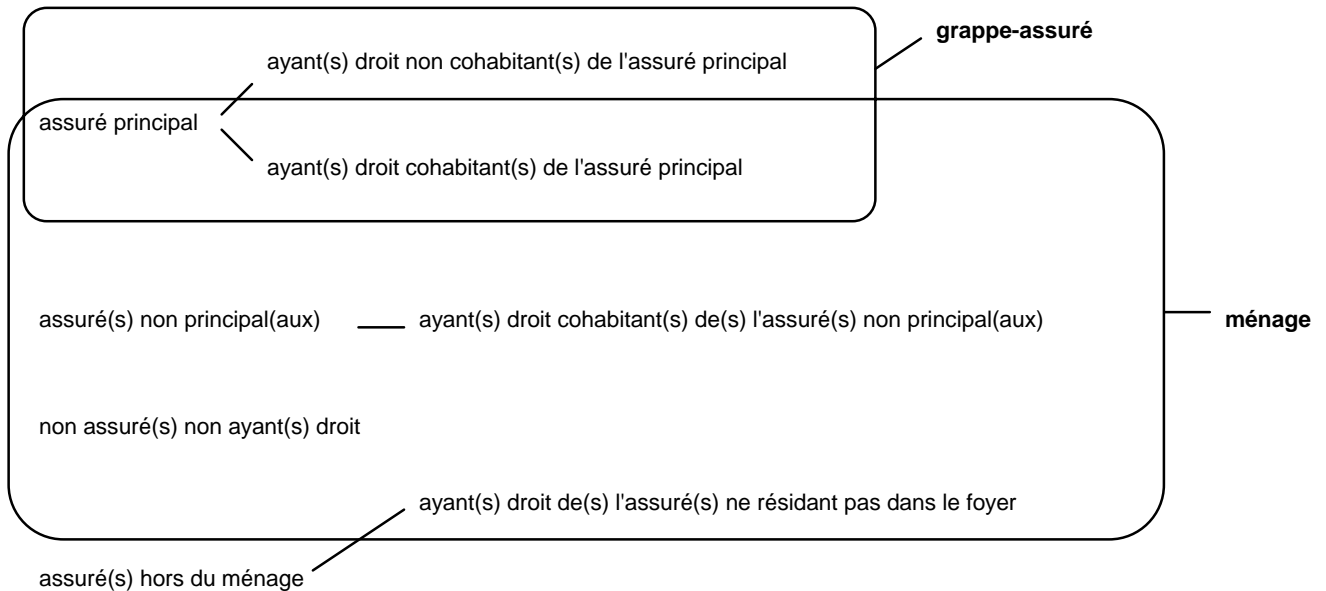 grappe-assuré
ayant(s) droit non cohabitant(s) de l'assuré principal
assuré principal
ayant(s) droit cohabitant(s) de l'assuré principal
assuré(s) non principal(aux) ayant(s) droit cohabitant(s) de(s) l'assuré(s) non principal(aux) ménage
non assuré(s) non ayant(s) droit
ayant(s) droit de(s) l'assuré(s) ne résidant pas dans le foyer
assuré(s) hors du ménage